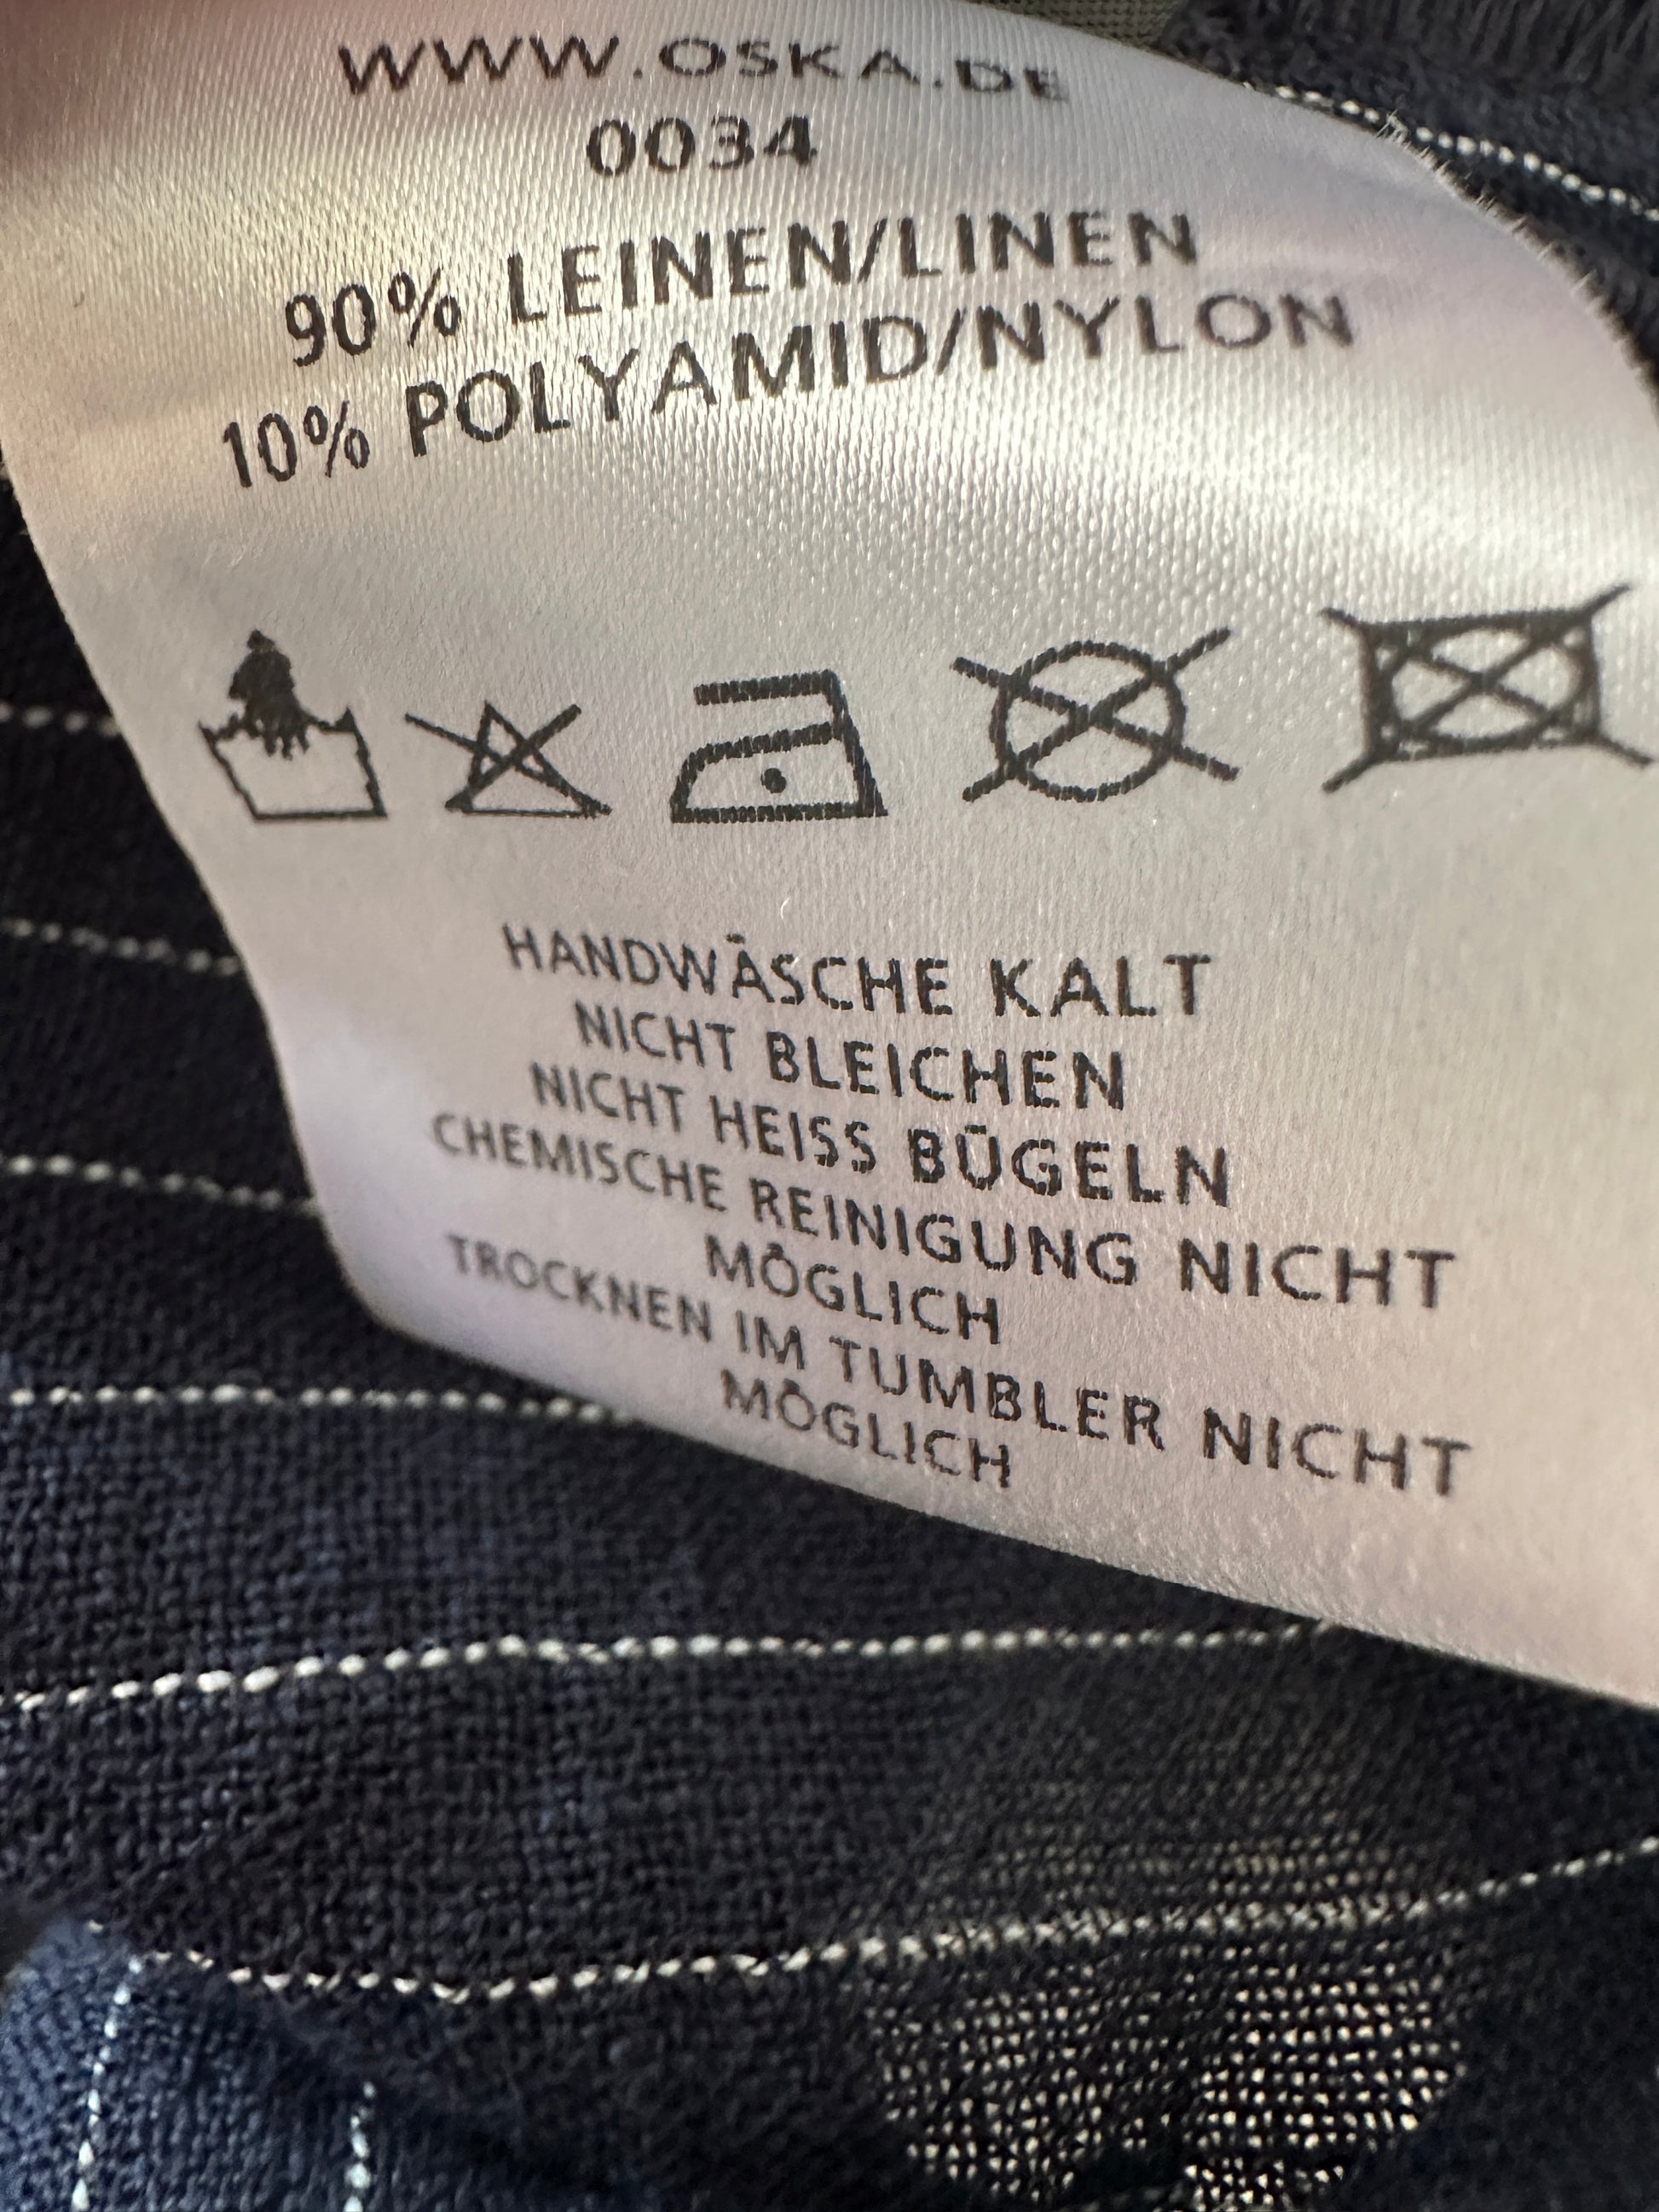 WWW.OSKA.DE
0034
90% LEINEN/LINEN
10% POLYAMID/NYLON
HANDWÄSCHE KALT
NICHT BLEICHEN
NICHT HEISS BÜGELN
CHEMISCHE REINIGUNG NICHT
MÖGLICH
TROCKNEN IM TUMBLER NICHT
MÖGLICH